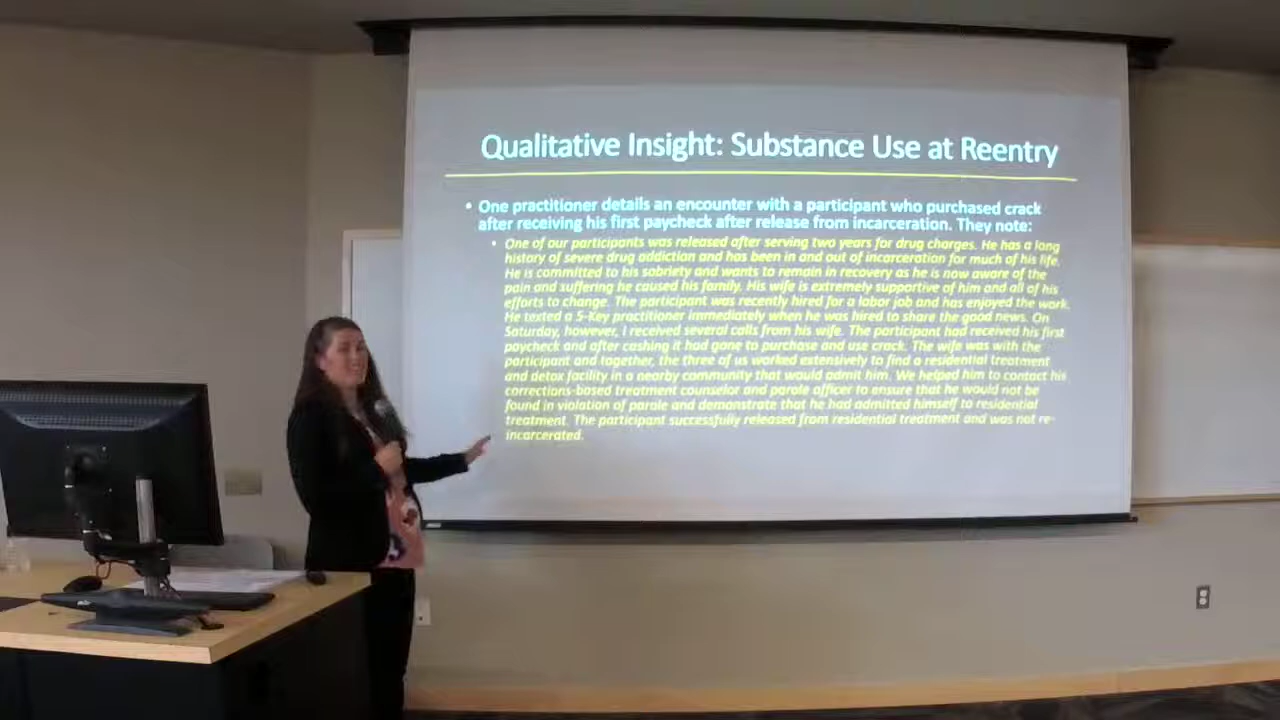 Qualitative Insight: Substance Use at Reentry
• One practitioner details an encounter with a participant who purchased crack
after receiving his first paycheck after release from incarceration. They note:
• One of our participants was released after serving two years for drug charges. He has a long
history of severe drug addiction and has been in and out of incarceration for much of his life.
He is committed to his sobriety and wants to remain in recovery as he is now aware of the
pain and suffering he caused his family. His wife is extremely supportive of him and all of his
efforts to change. The participant was recently hired for a labor job and has enjoyed the work.
He texted a 5-Key practitioner immediately when he was hired to share the good news. On
Saturday, however, I received several calls from his wife. The participant had received his first
paycheck and after cashing it had gone to purchase and use crack. The wife was with the
participant and together, the three of us worked extensively to find a residential treatment
and detox facility in a nearby community that would admit him. We helped him to contact his
corrections-based treatment counselor and parole officer to ensure that he would not be
found in violation of parole and demonstrate that he had admitted himself to residential
treatment. The participant successfully released from residential treatment and was not re-
incarcerated.